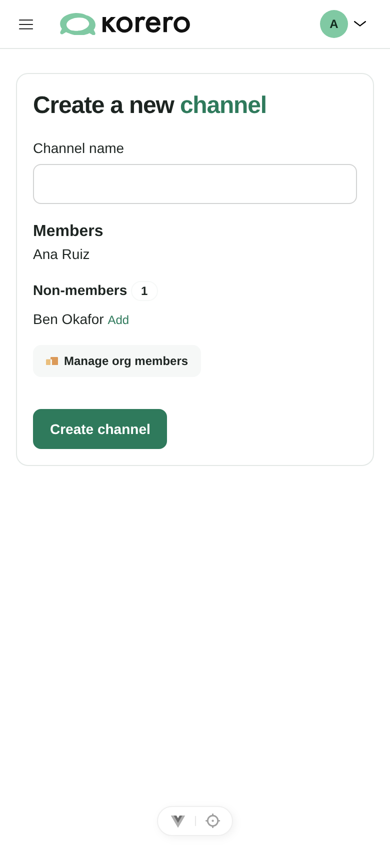 korero
A
Create a new channel
Channel name
Members
Ana Ruiz
Non-members 1
Ben Okafor Add
Manage org members
Create channel